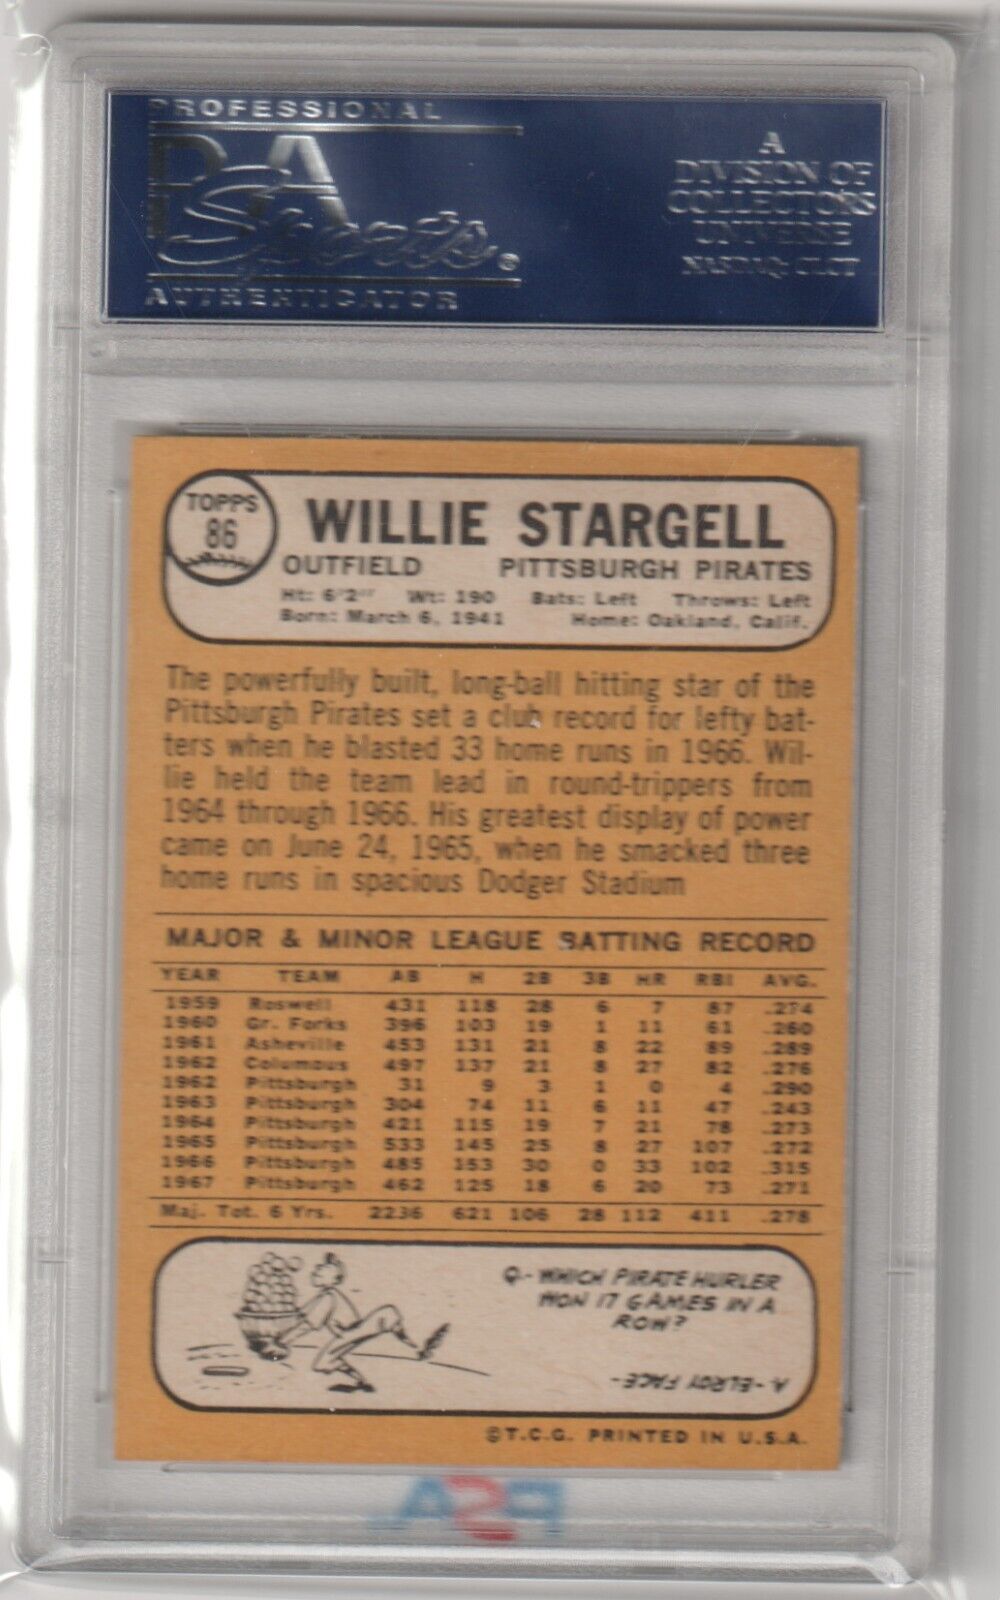 PROFESSIONAL
PSA
Sports®
AUTHENTICATOR
A
DIVISION OF
COLLECTORS
UNIVERSE
NASDAQ: CLCT
TOPPS
86
WILLIE STARGELL
OUTFIELD PITTSBURGH PIRATES
Ht: 6'2" Wt: 190 Bats: Left Throws: Left
Born: March 6, 1941 Home: Oakland, Calif.
The powerfully built, long-ball hitting star of the
Pittsburgh Pirates set a club record for lefty bat-
ters when he blasted 33 home runs in 1966. Wil-
lie held the team lead in round-trippers from
1964 through 1966. His greatest display of power
came on June 24, 1965, when he smacked three
home runs in spacious Dodger Stadium
MAJOR & MINOR LEAGUE BATTING RECORD
YEAR TEAM AB H 2B 3B HR RBI AVG.
1959 Roswell 431 118 28 6 7 87 .274
1960 Gr. Forks 396 103 19 1 11 61 .260
1961 Asheville 453 131 21 8 22 89 .289
1962 Columbus 497 137 21 8 27 82 .276
1962 Pittsburgh 31 9 3 1 0 4 .290
1963 Pittsburgh 304 74 11 6 11 47 .243
1964 Pittsburgh 421 115 19 7 21 78 .273
1965 Pittsburgh 533 145 25 8 27 107 .272
1966 Pittsburgh 485 153 30 0 33 102 .315
1967 Pittsburgh 462 125 18 6 20 73 .271
Maj. Tot. 6 Yrs. 2236 621 106 28 112 411 .278
Q-WHICH PIRATE HURLER
WON 17 GAMES IN A
ROW?
A-ELROY FACE-
©T.C.G. PRINTED IN U.S.A.
PSA